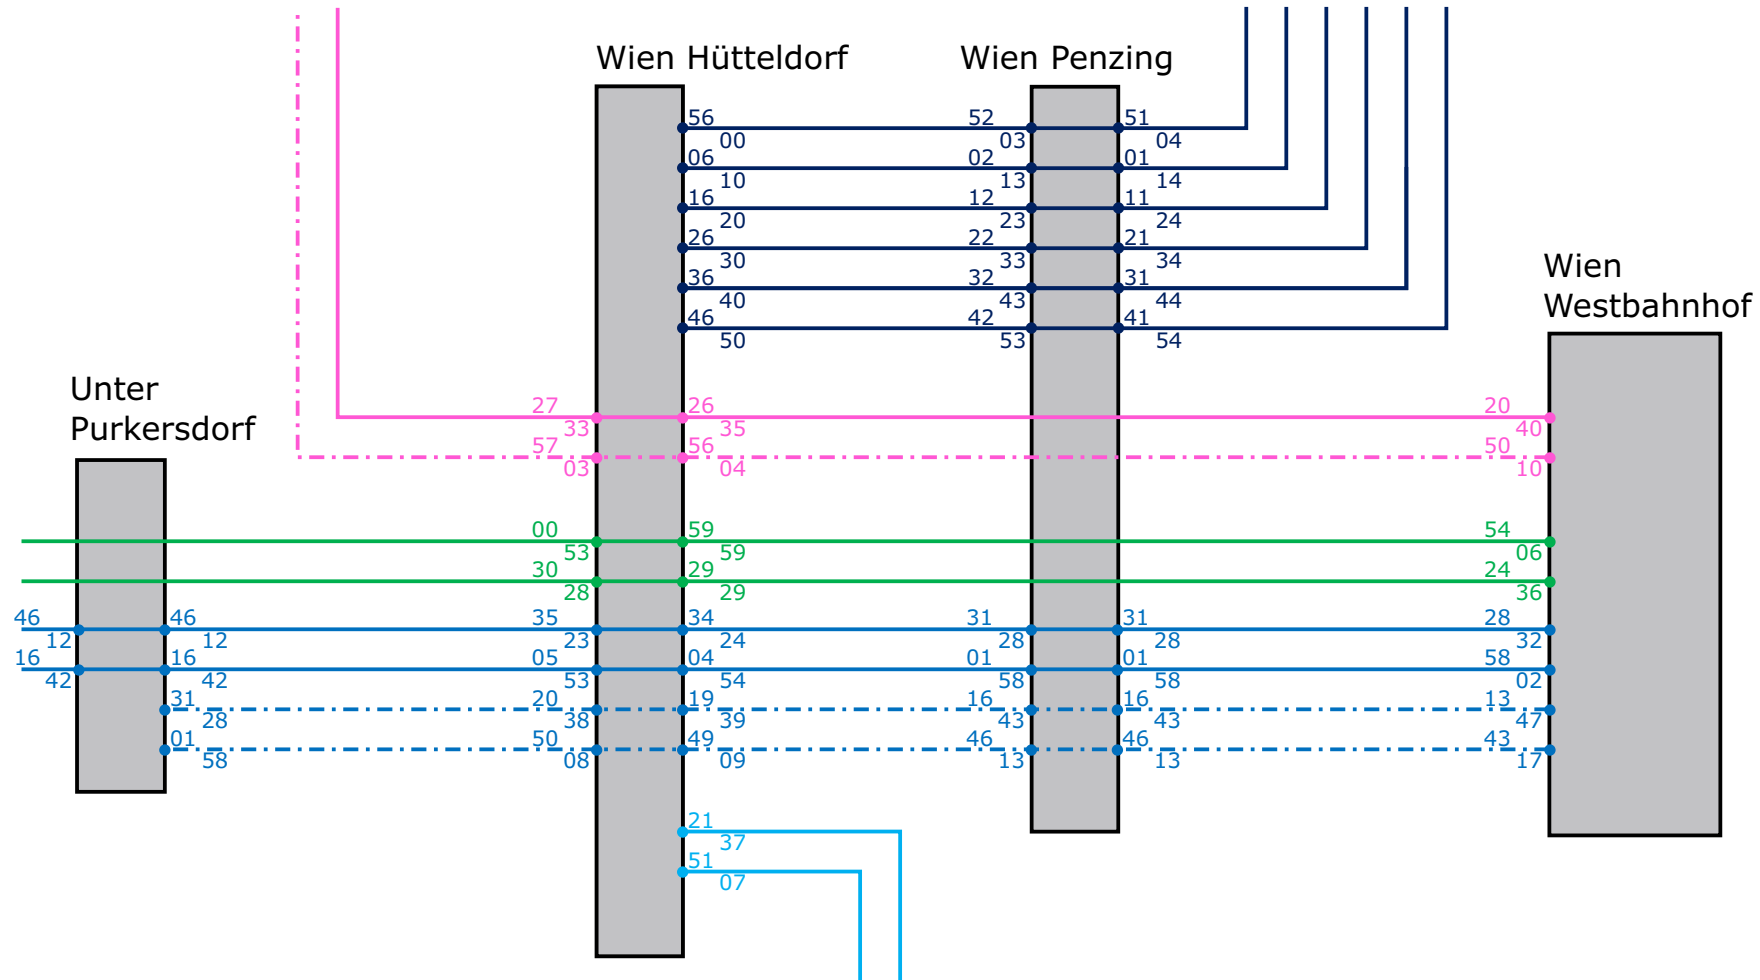 Wien Hütteldorf
Wien Penzing
56 52 51
00 03 04
06 02 01
10 13 14
16 12 11
20 23 24
26 22 21
30 33 34
36 32 31
40 43 44
46 42 41
50 53 54
Wien
Westbahnhof
Unter
Purkersdorf
27 26 20
33 35 40
57 56 50
03 04 10
00 59 54
53 59 06
30 29 24
28 29 36
46 46 35 34 31 31 28
12 12 23 24 28 28 32
16 16 05 04 01 01 58
42 42 53 54 58 58 02
31 20 19 16 16 13
28 38 39 43 43 47
01 50 49 46 46 43
58 08 09 13 13 17
21
37
51
07